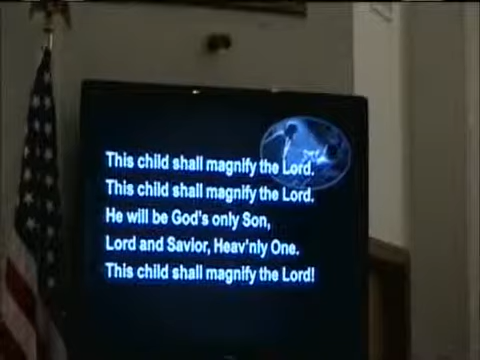 This child shall magnify the Lord.
This child shall magnify the Lord.
He will be God's only Son,
Lord and Savior, Heav'nly One.
This child shall magnify the Lord!